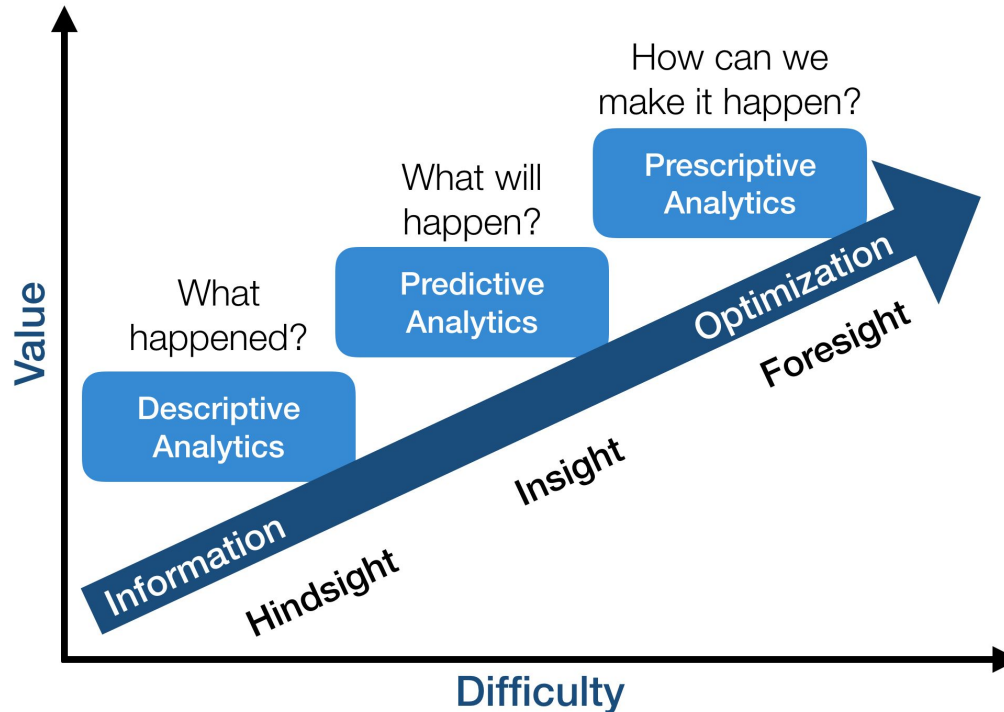 How can we
make it happen?
Prescriptive
Analytics
What will
happen?
Predictive
Analytics
What
happened?
Descriptive
Analytics
Value
Information
Optimization
Hindsight
Insight
Foresight
Difficulty